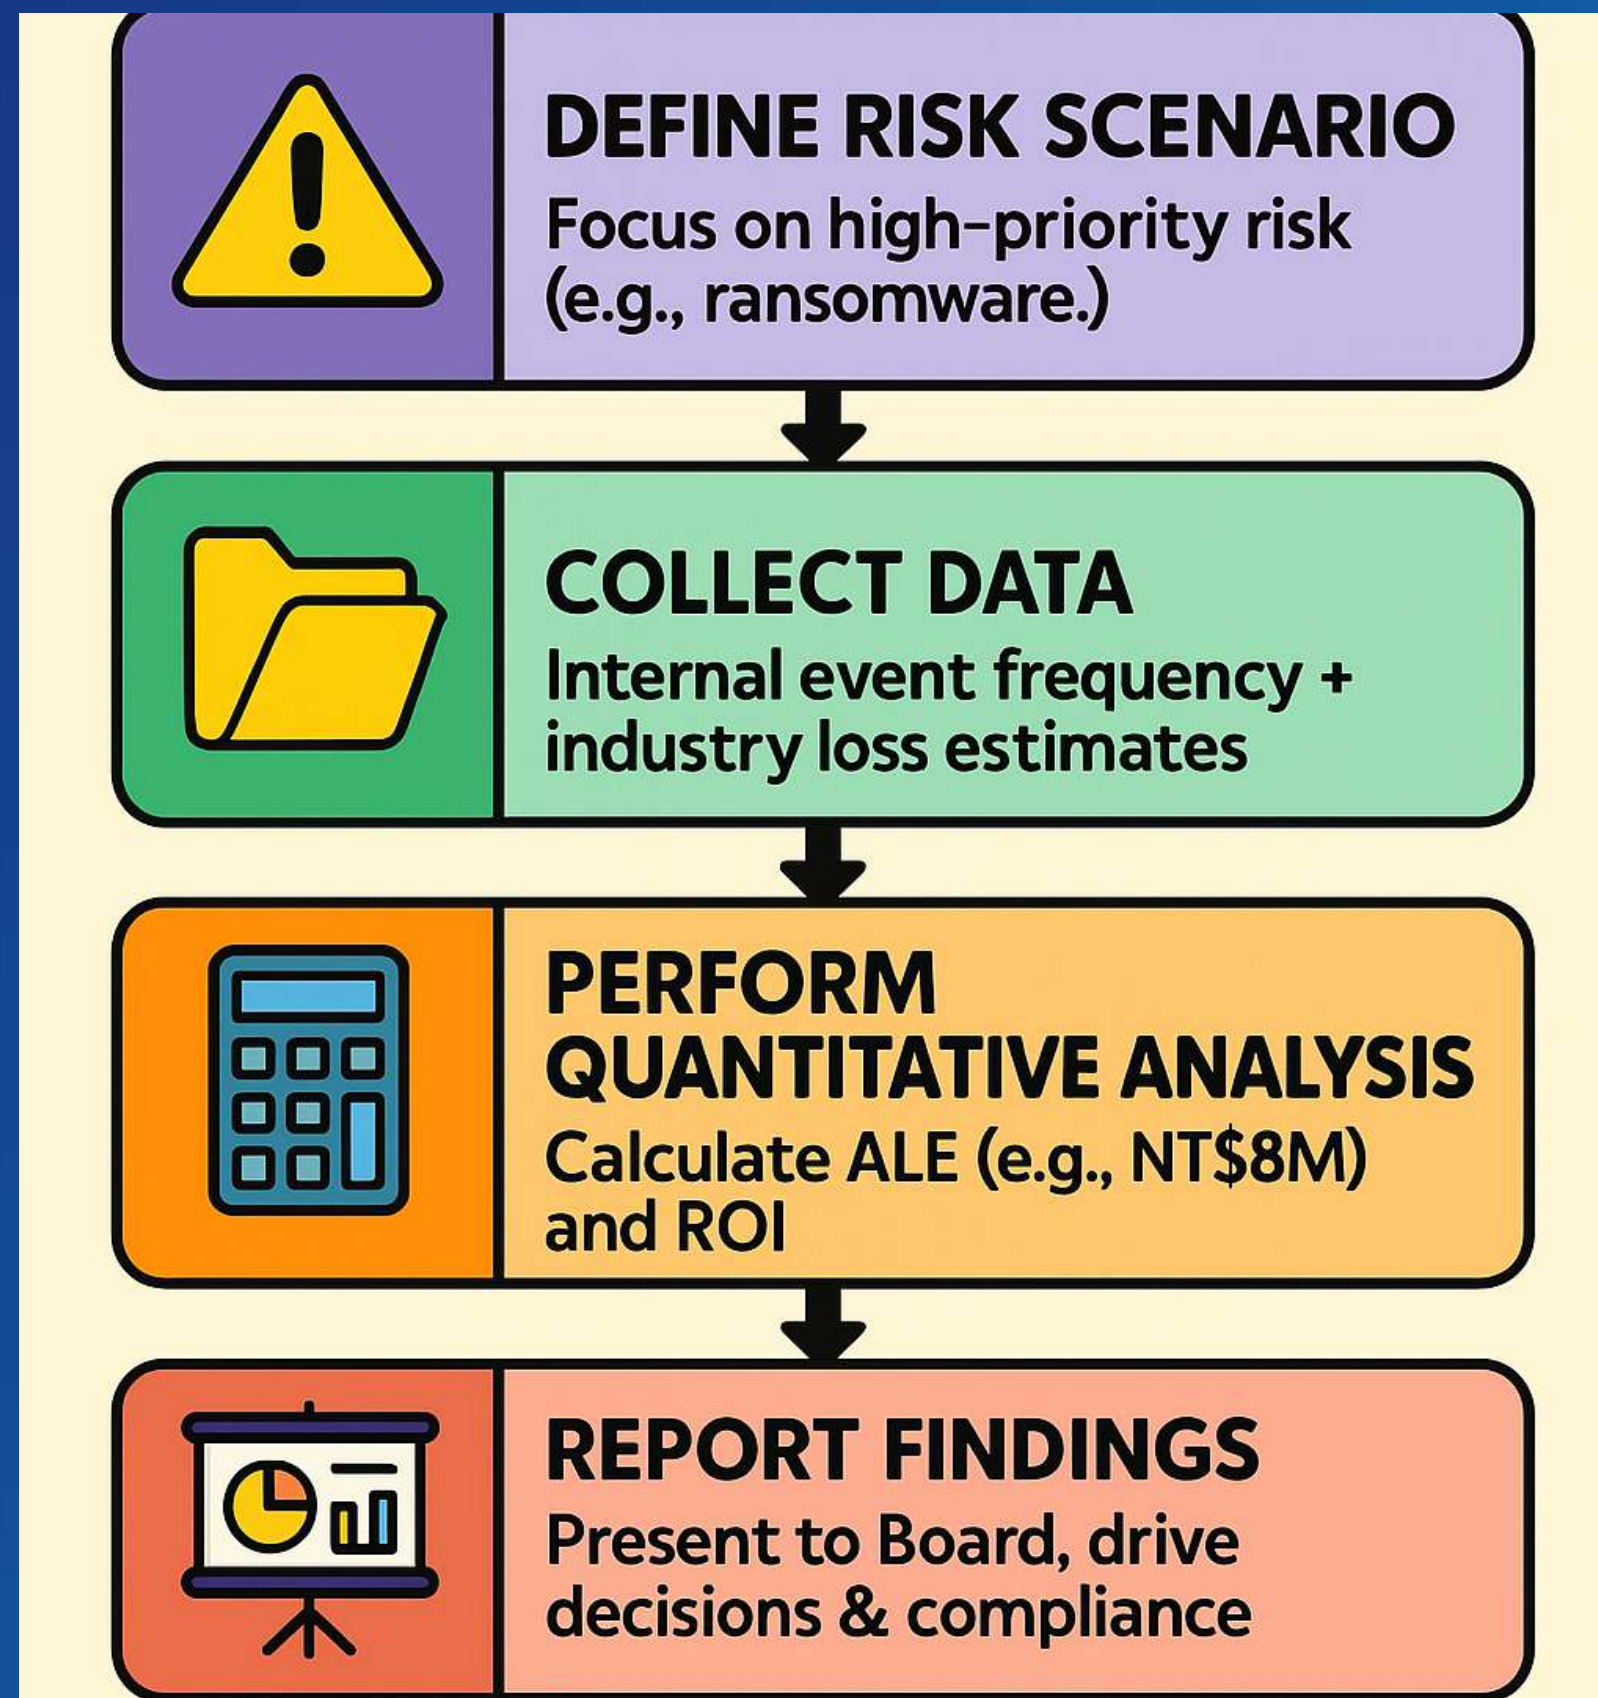 DEFINE RISK SCENARIO
Focus on high-priority risk
(e.g., ransomware.)
COLLECT DATA
Internal event frequency +
industry loss estimates
PERFORM
QUANTITATIVE ANALYSIS
Calculate ALE (e.g., NT$8M)
and ROI
REPORT FINDINGS
Present to Board, drive
decisions & compliance